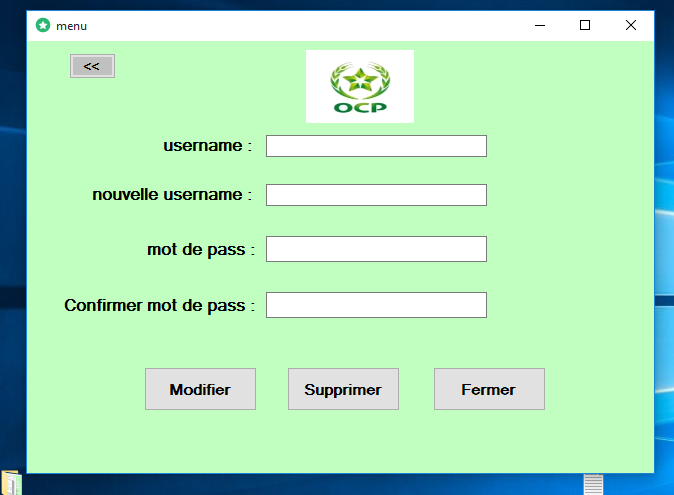 menu
<<
OCP
username :
nouvelle username :
mot de pass :
Confirmer mot de pass :
Modifier
Supprimer
Fermer